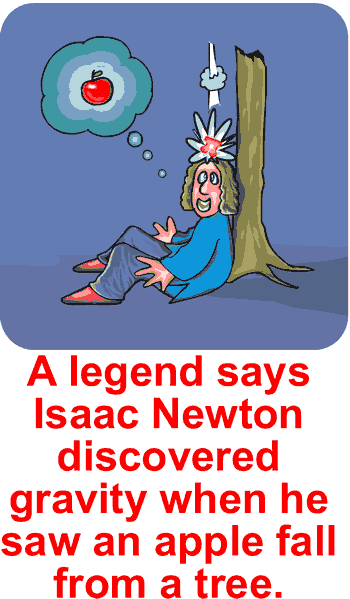 A legend says
Isaac Newton
discovered
gravity when he
saw an apple fall
from a tree.